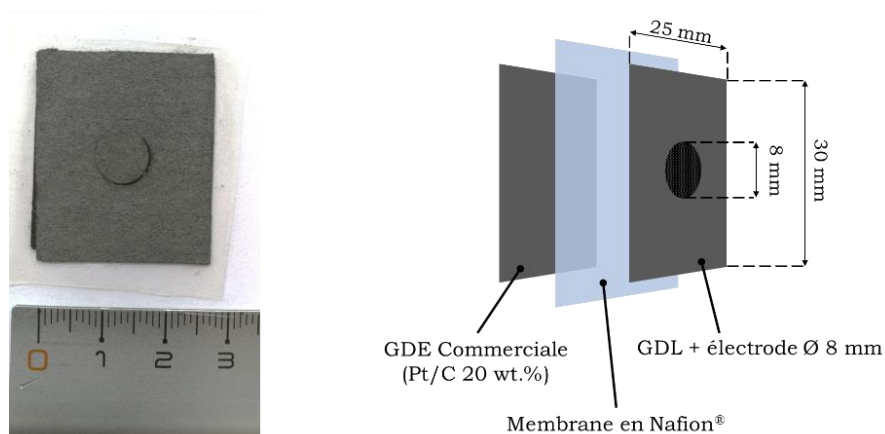 0 1 2 3
25 mm
8 mm
30 mm
GDE Commerciale
(Pt/C 20 wt.%)
GDL + électrode Ø 8 mm
Membrane en Nafion®